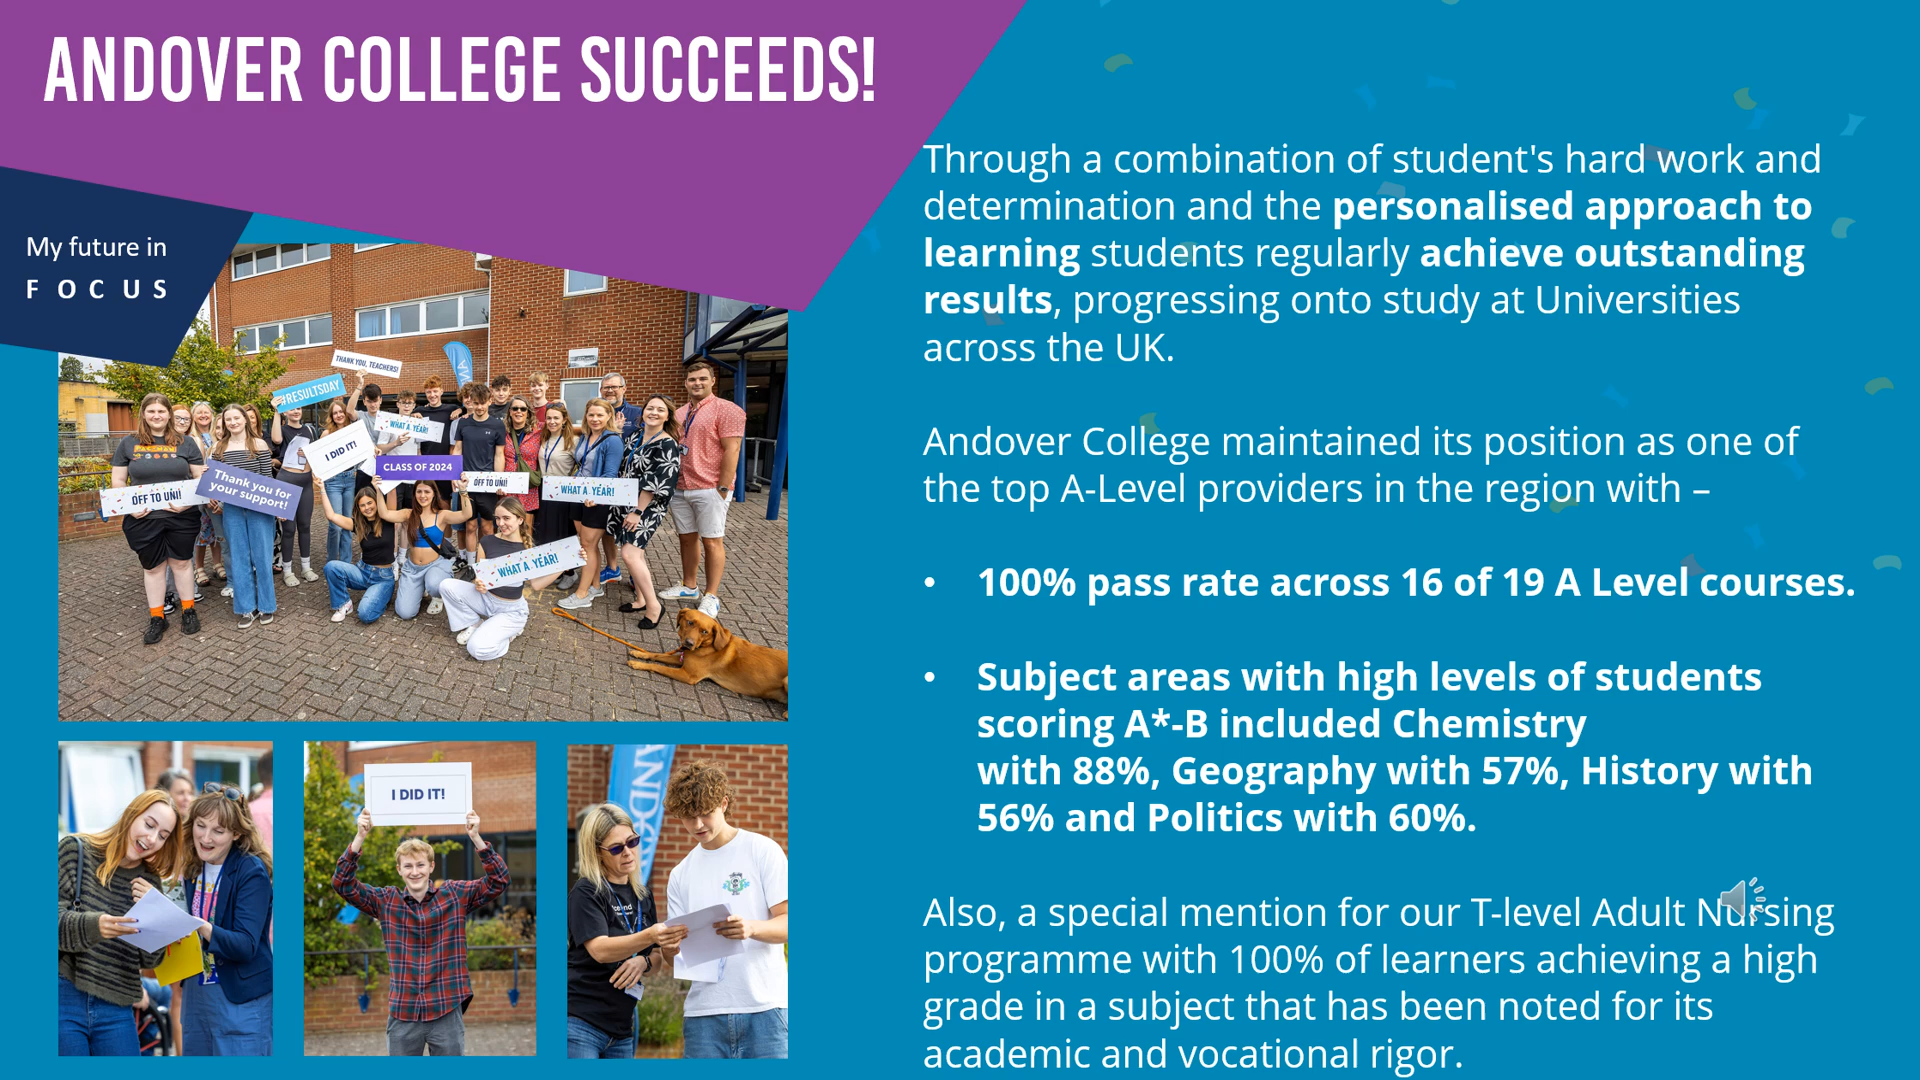 ANDOVER COLLEGE SUCCEEDS!
My future in
FOCUS
THANK YOU, TEACHERS!
#RESULTSDAY
WHAT A YEAR!
I DID IT!
CLASS OF 2024
OFF TO UNI!
Thank you for
your support!
OFF TO UNI!
WHAT A YEAR!
WHAT A YEAR!
I DID IT!
Through a combination of student's hard work and
determination and the personalised approach to
learning students regularly achieve outstanding
results, progressing onto study at Universities
across the UK.
Andover College maintained its position as one of
the top A-Level providers in the region with –
• 100% pass rate across 16 of 19 A Level courses.
• Subject areas with high levels of students
scoring A*-B included Chemistry
with 88%, Geography with 57%, History with
56% and Politics with 60%.
Also, a special mention for our T-level Adult Nursing
programme with 100% of learners achieving a high
grade in a subject that has been noted for its
academic and vocational rigor.